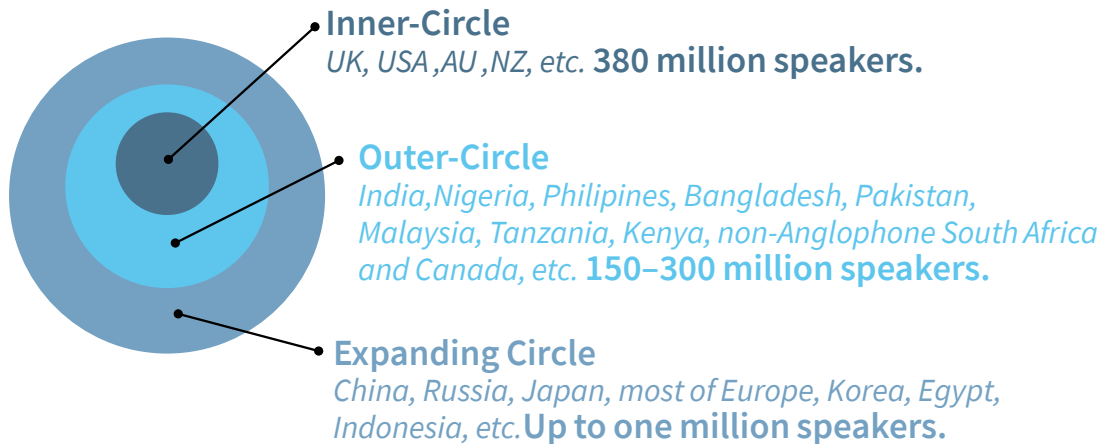 Inner-Circle
UK, USA ,AU ,NZ, etc. 380 million speakers.
Outer-Circle
India,Nigeria, Philipines, Bangladesh, Pakistan,
Malaysia, Tanzania, Kenya, non-Anglophone South Africa
and Canada, etc. 150–300 million speakers.
Expanding Circle
China, Russia, Japan, most of Europe, Korea, Egypt,
Indonesia, etc.Up to one million speakers.